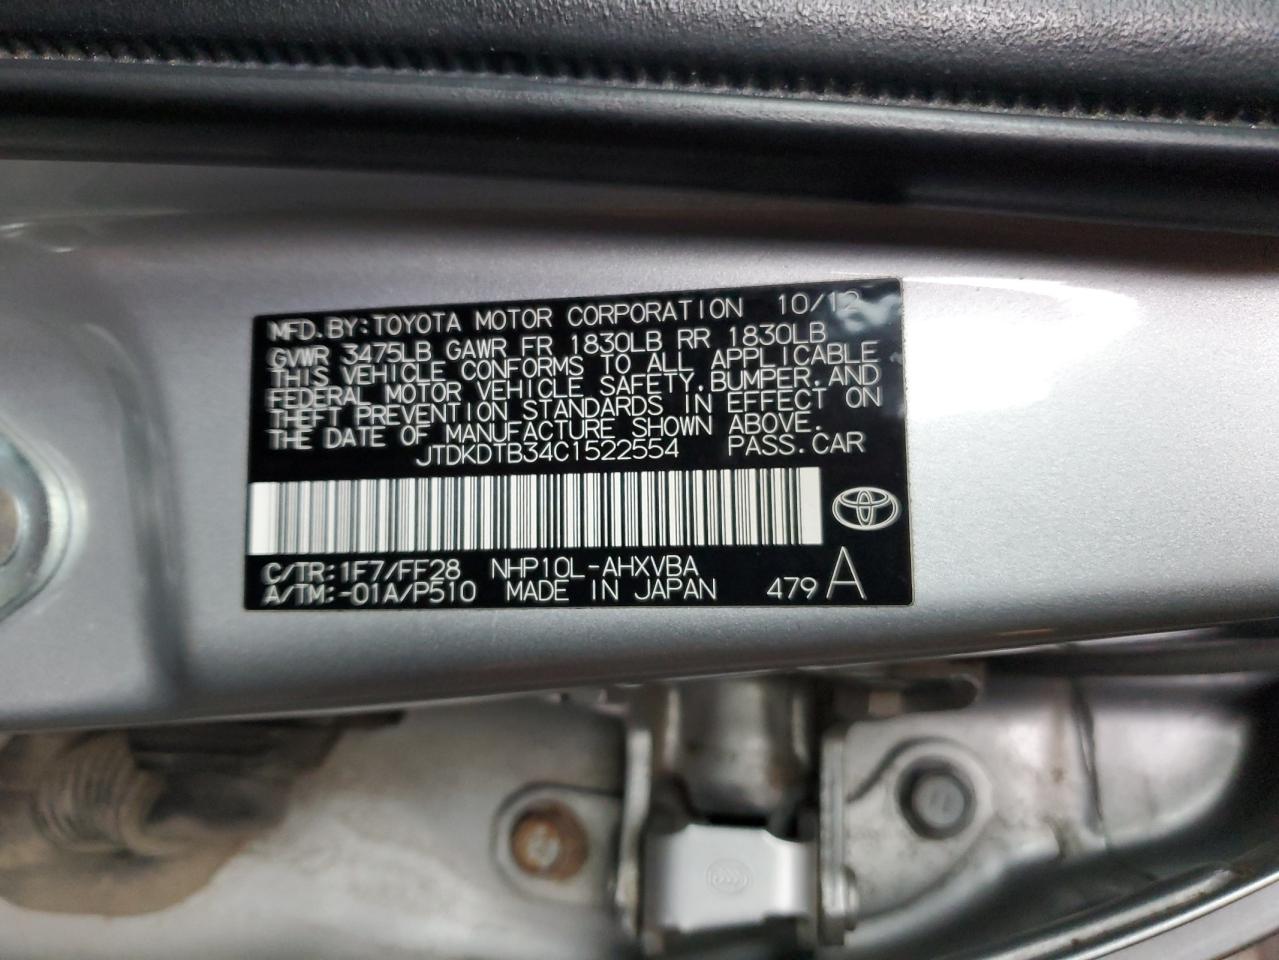 MFD.BY:TOYOTA MOTOR CORPORATION 10/12
GVWR 3475LB GAWR FR 1830LB RR 1830LB
THIS VEHICLE CONFORMS TO ALL APPLICABLE
FEDERAL MOTOR VEHICLE SAFETY,BUMPER,AND
THEFT PREVENTION STANDARDS IN EFFECT ON
THE DATE OF MANUFACTURE SHOWN ABOVE.
JTDKDTB34C1522554 PASS.CAR
C/TR:1F7/FF28 NHP10L-AHXVBA
A/TM:-01A/P510 MADE IN JAPAN 479 A